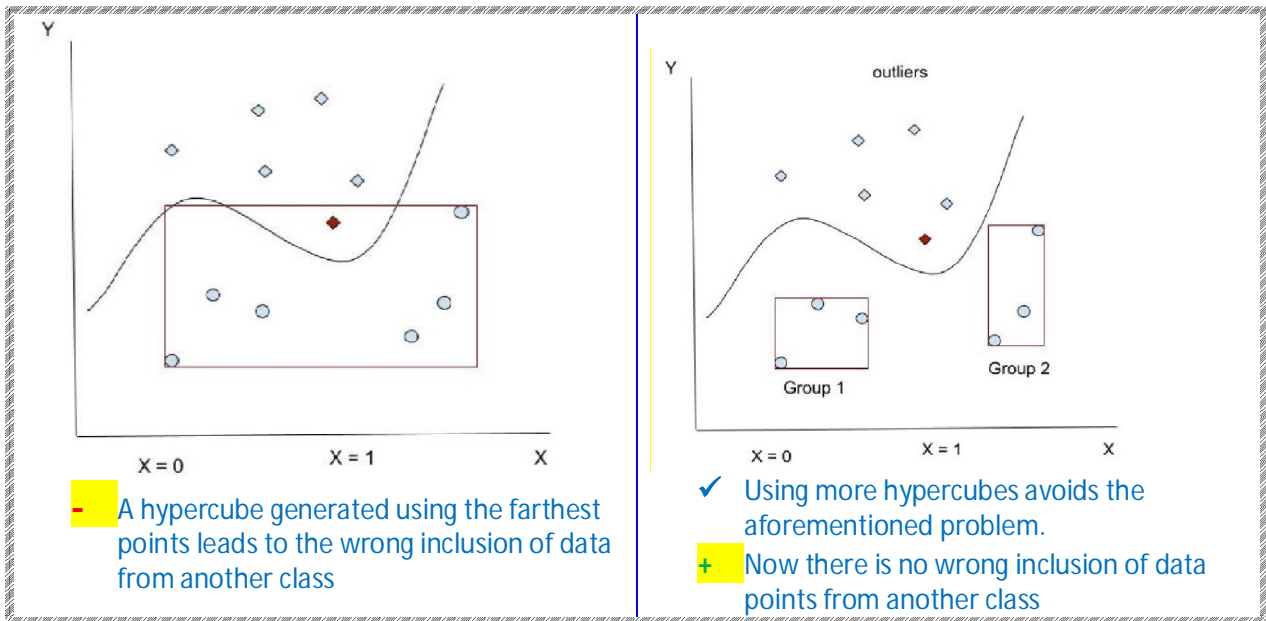 Y
X = 0
X = 1
X
- A hypercube generated using the farthest
points leads to the wrong inclusion of data
from another class
Y
outliers
Group 1
Group 2
X = 0
X = 1
X
✓ Using more hypercubes avoids the
aforementioned problem.
+ Now there is no wrong inclusion of data
points from another class